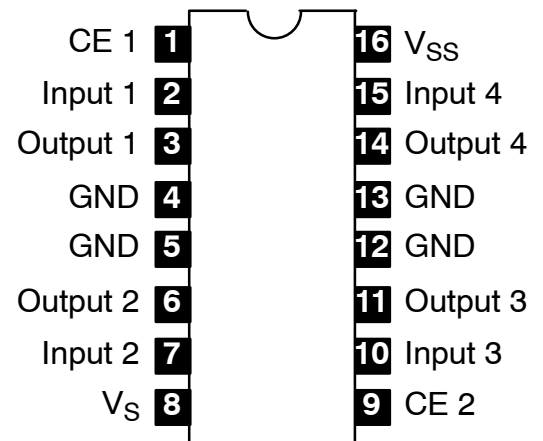 CE 1 1 16 VSS
Input 1 2 15 Input 4
Output 1 3 14 Output 4
GND 4 13 GND
GND 5 12 GND
Output 2 6 11 Output 3
Input 2 7 10 Input 3
VS 8 9 CE 2